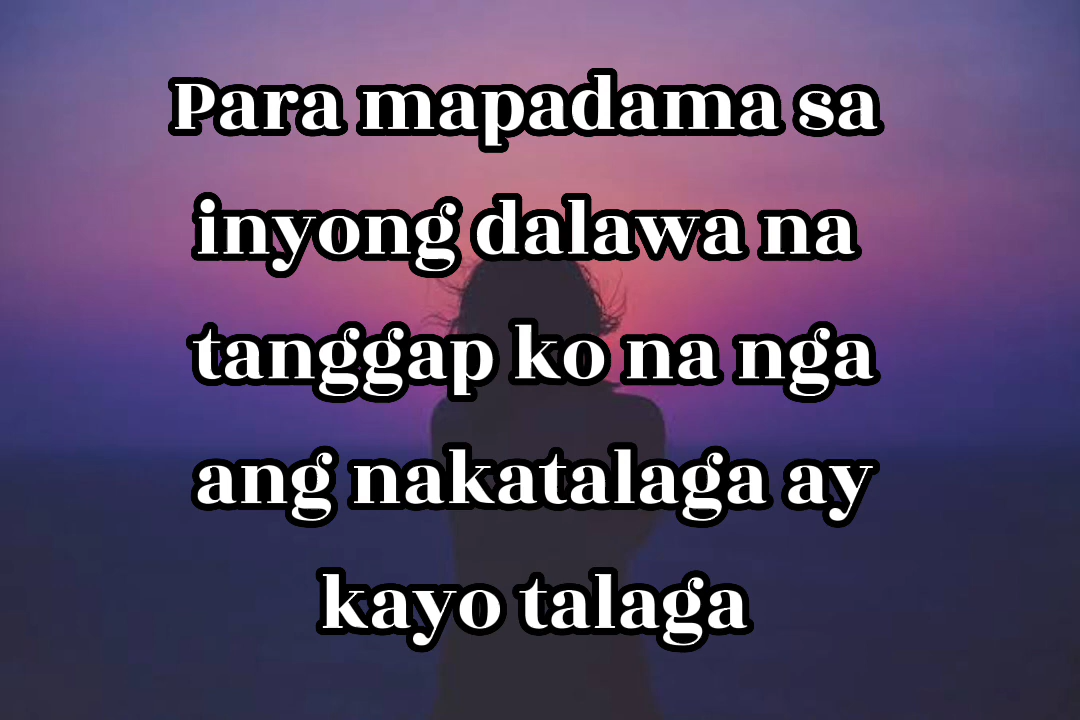 Para mapadama sa
inyong dalawa na
tanggap ko na nga
ang nakatalaga ay
kayo talaga